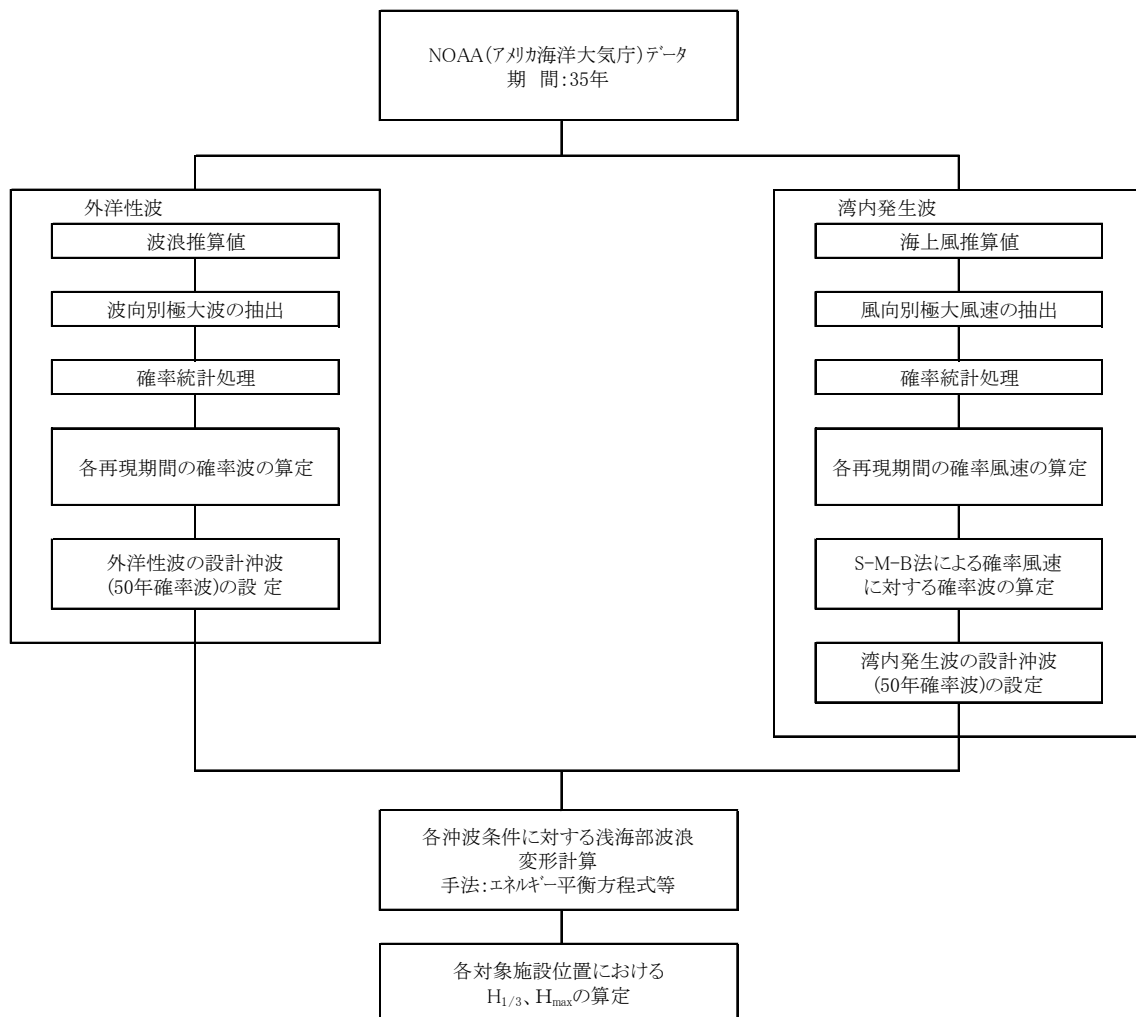 NOAA(アメリカ海洋大気庁)データ
期 間:35年
外洋性波
波浪推算値
波向別極大波の抽出
確率統計処理
各再現期間の確率波の算定
外洋性波の設計沖波
(50年確率波)の設 定
湾内発生波
海上風推算値
風向別極大風速の抽出
確率統計処理
各再現期間の確率風速の算定
S-M-B法による確率風速
に対する確率波の算定
湾内発生波の設計沖波
(50年確率波)の設定
各沖波条件に対する浅海部波浪
変形計算
手法:エネルギー平衡方程式等
各対象施設位置における
H1/3、Hmaxの算定